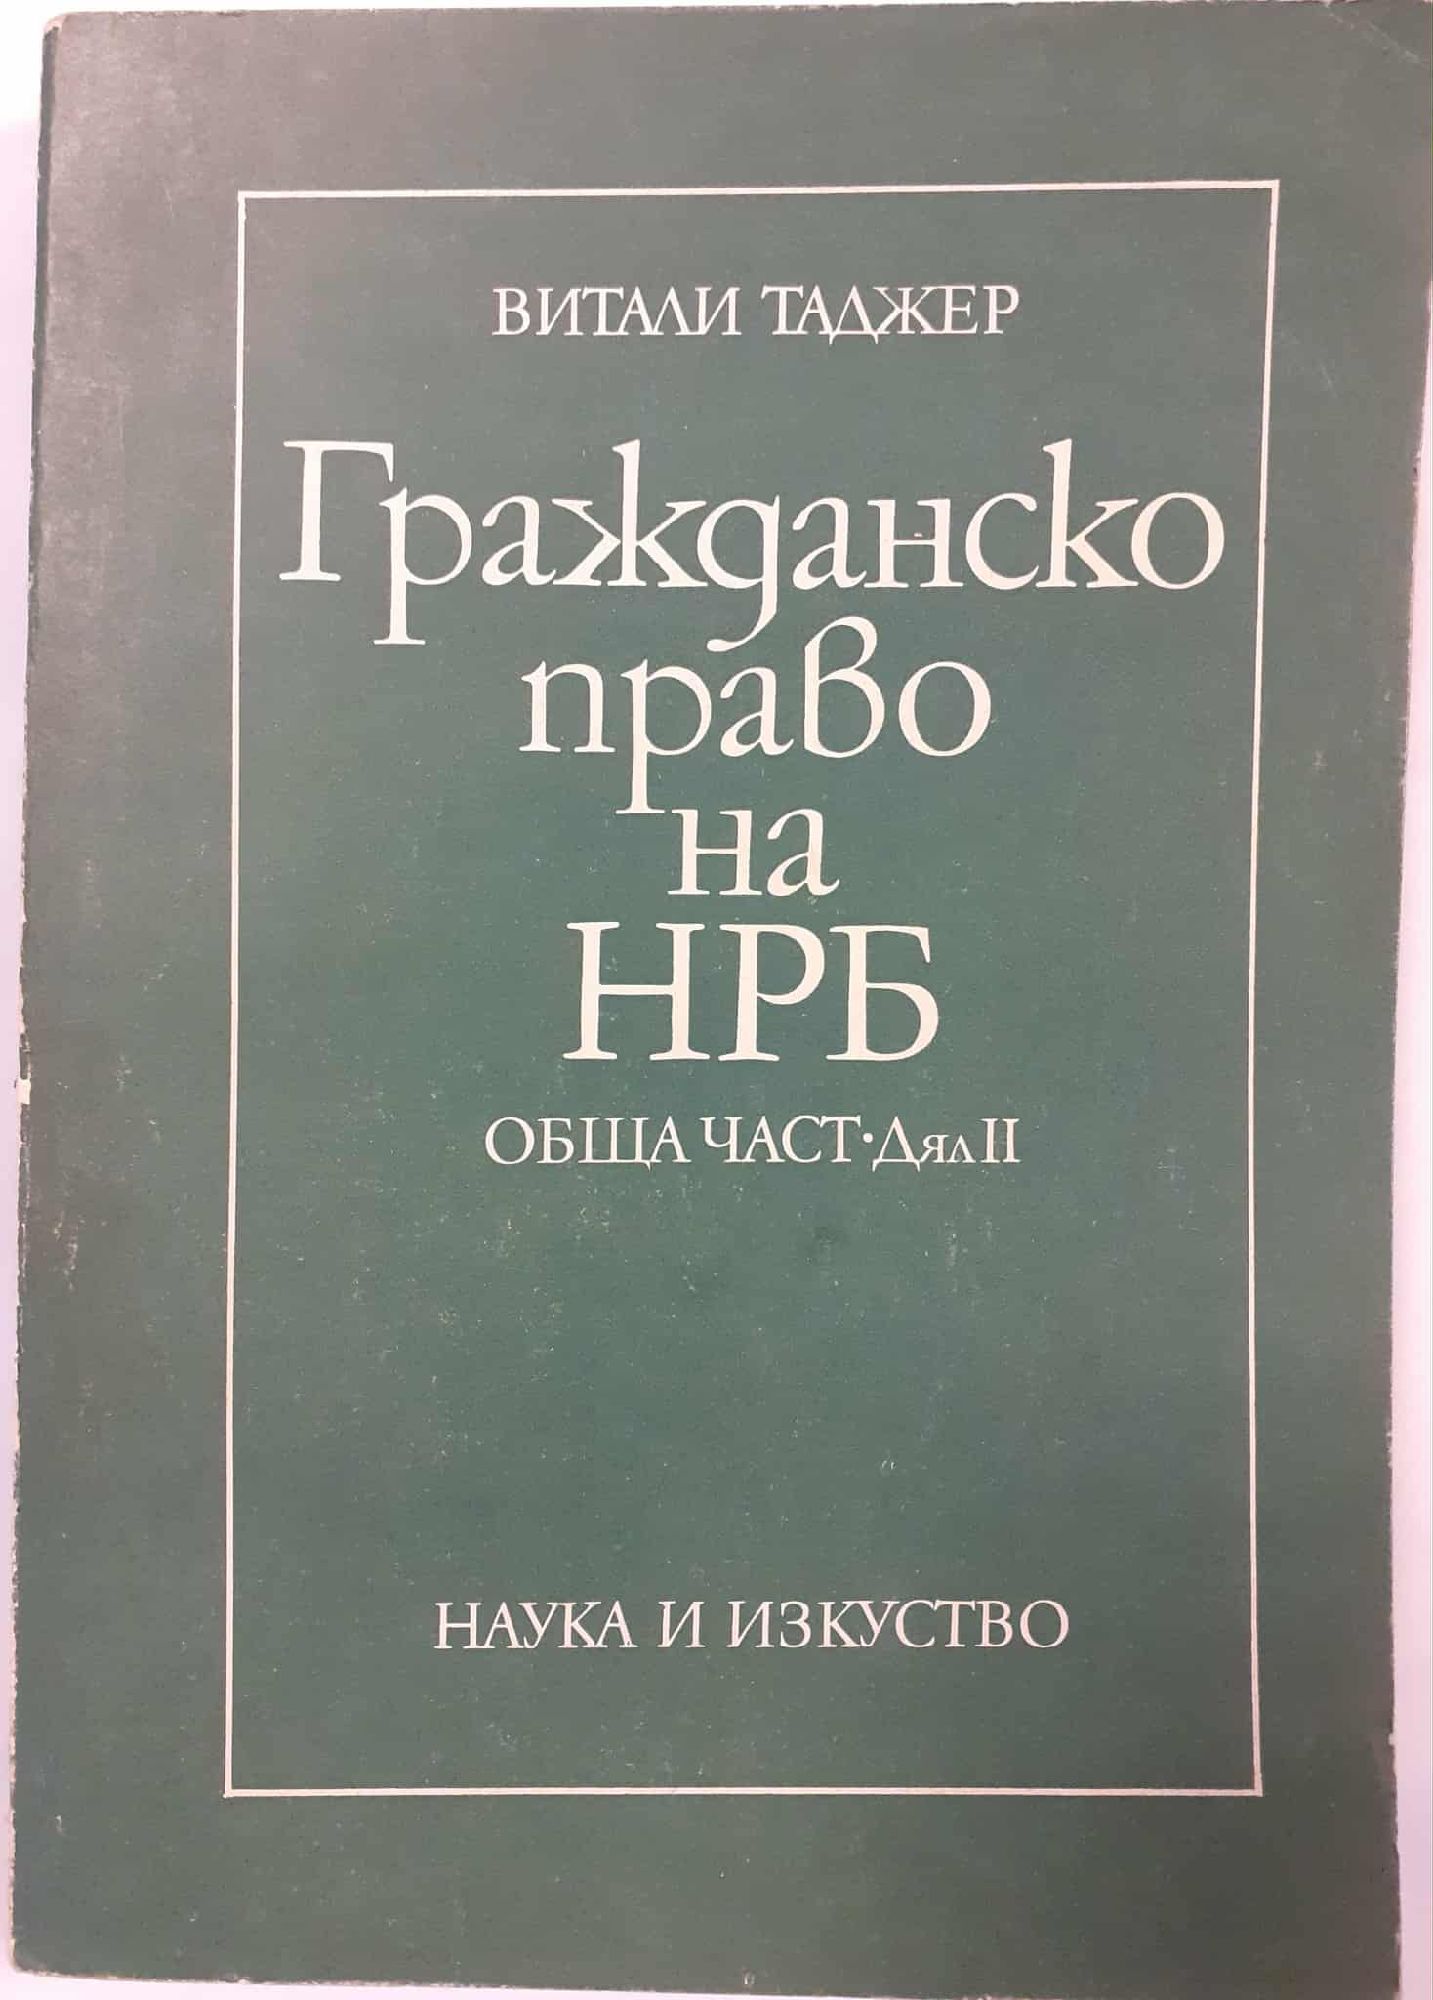 ВИТАЛИ ТАДЖЕР
Гражданско
право
на
НРБ
ОБЩА ЧАСТ·Дял II
НАУКА И ИЗКУСТВО